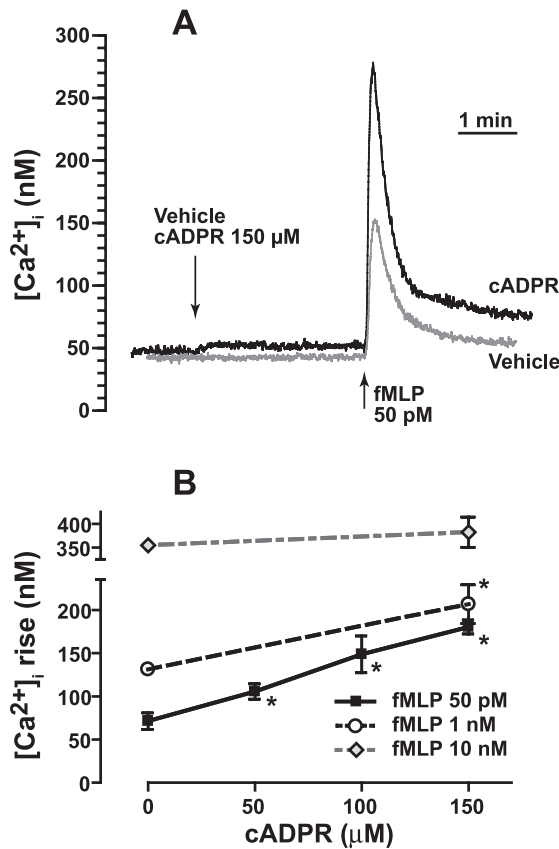 A
300
250
200
150
100
50
0
[Ca2+]i (nM)
1 min
Vehicle
cADPR 150 µM
cADPR
Vehicle
fMLP
50 pM
B
400
350
200
150
100
50
0
[Ca2+]i rise (nM)
*
*
*
*
fMLP 50 pM
fMLP 1 nM
fMLP 10 nM
0
50
100
150
cADPR (µM)